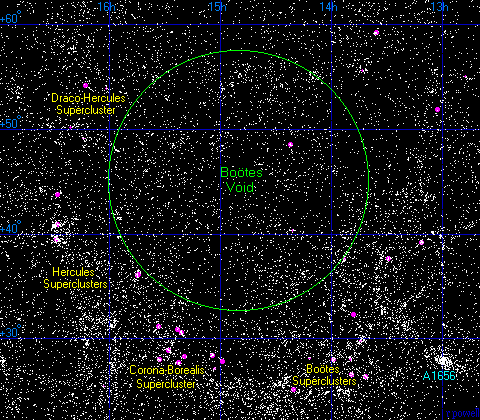 16h 15h 14h 13h
+60°
Draco-Hercules
Supercluster
+50°
Bootes
Void
+40°
Hercules
Superclusters
+30°
Corona-Borealis
Supercluster
Bootes
Superclusters
A1656